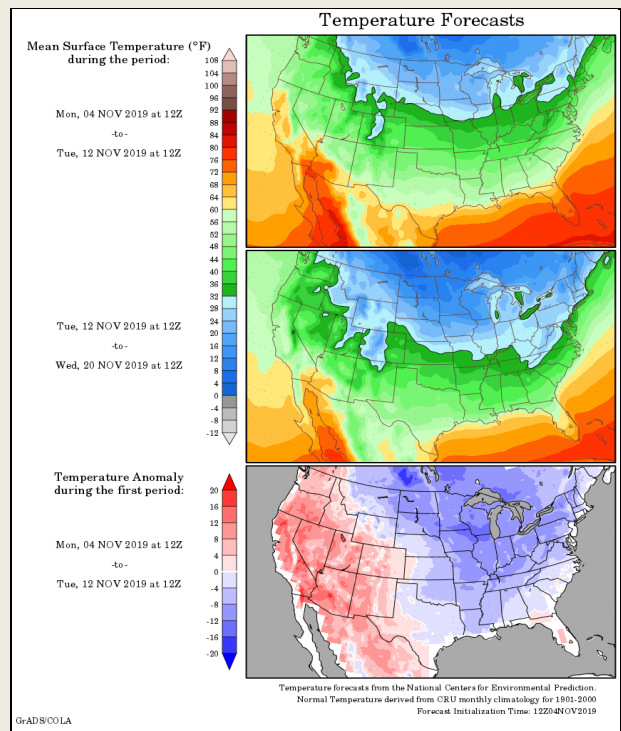 Temperature Forecasts
Mean Surface Temperature (°F)
during the period:
Mon, 04 NOV 2019 at 12Z
-to-
Tue, 12 NOV 2019 at 12Z
108
104
100
96
92
88
84
80
76
72
68
64
60
56
52
48
44
40
36
32
30
25
20
15
10
5
0
-4
-8
-12
Tue, 12 NOV 2019 at 12Z
-to-
Wed, 20 NOV 2019 at 12Z
Temperature Anomaly
during the first period:
Mon, 04 NOV 2019 at 12Z
-to-
Tue, 12 NOV 2019 at 12Z
20
16
12
8
4
0
-4
-8
-12
-16
-20
Temperature forecasts from the National Centers for Environmental Prediction.
Normal Temperature derived from CRU monthly climatology for 1901-2000
Forecast Initialization Time: 12Z04NOV2019
GrADS/COLA